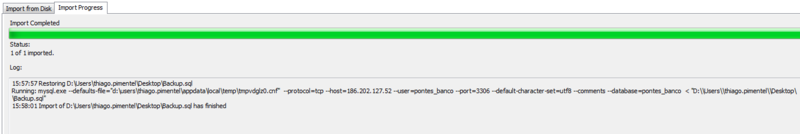 Import from Disk Import Progress
Import Completed
Status:
1 of 1 imported.
Log:
15:57:57 Restoring D:\Users\thiago.pimentel\Desktop\Backup.sql
Running: mysql.exe --defaults-file="d:\users\thiago.pimentel\appdata\local\temp\tmpvdglz0.cnf" --protocol=tcp --host=186.202.127.52 --user=pontes_banco --port=3306 --default-character-set=utf8 --comments --database=pontes_banco < "D:\\Users\\thiago.pimentel\\Desktop\
\Backup.sql"
15:58:01 Import of D:\Users\thiago.pimentel\Desktop\Backup.sql has finished